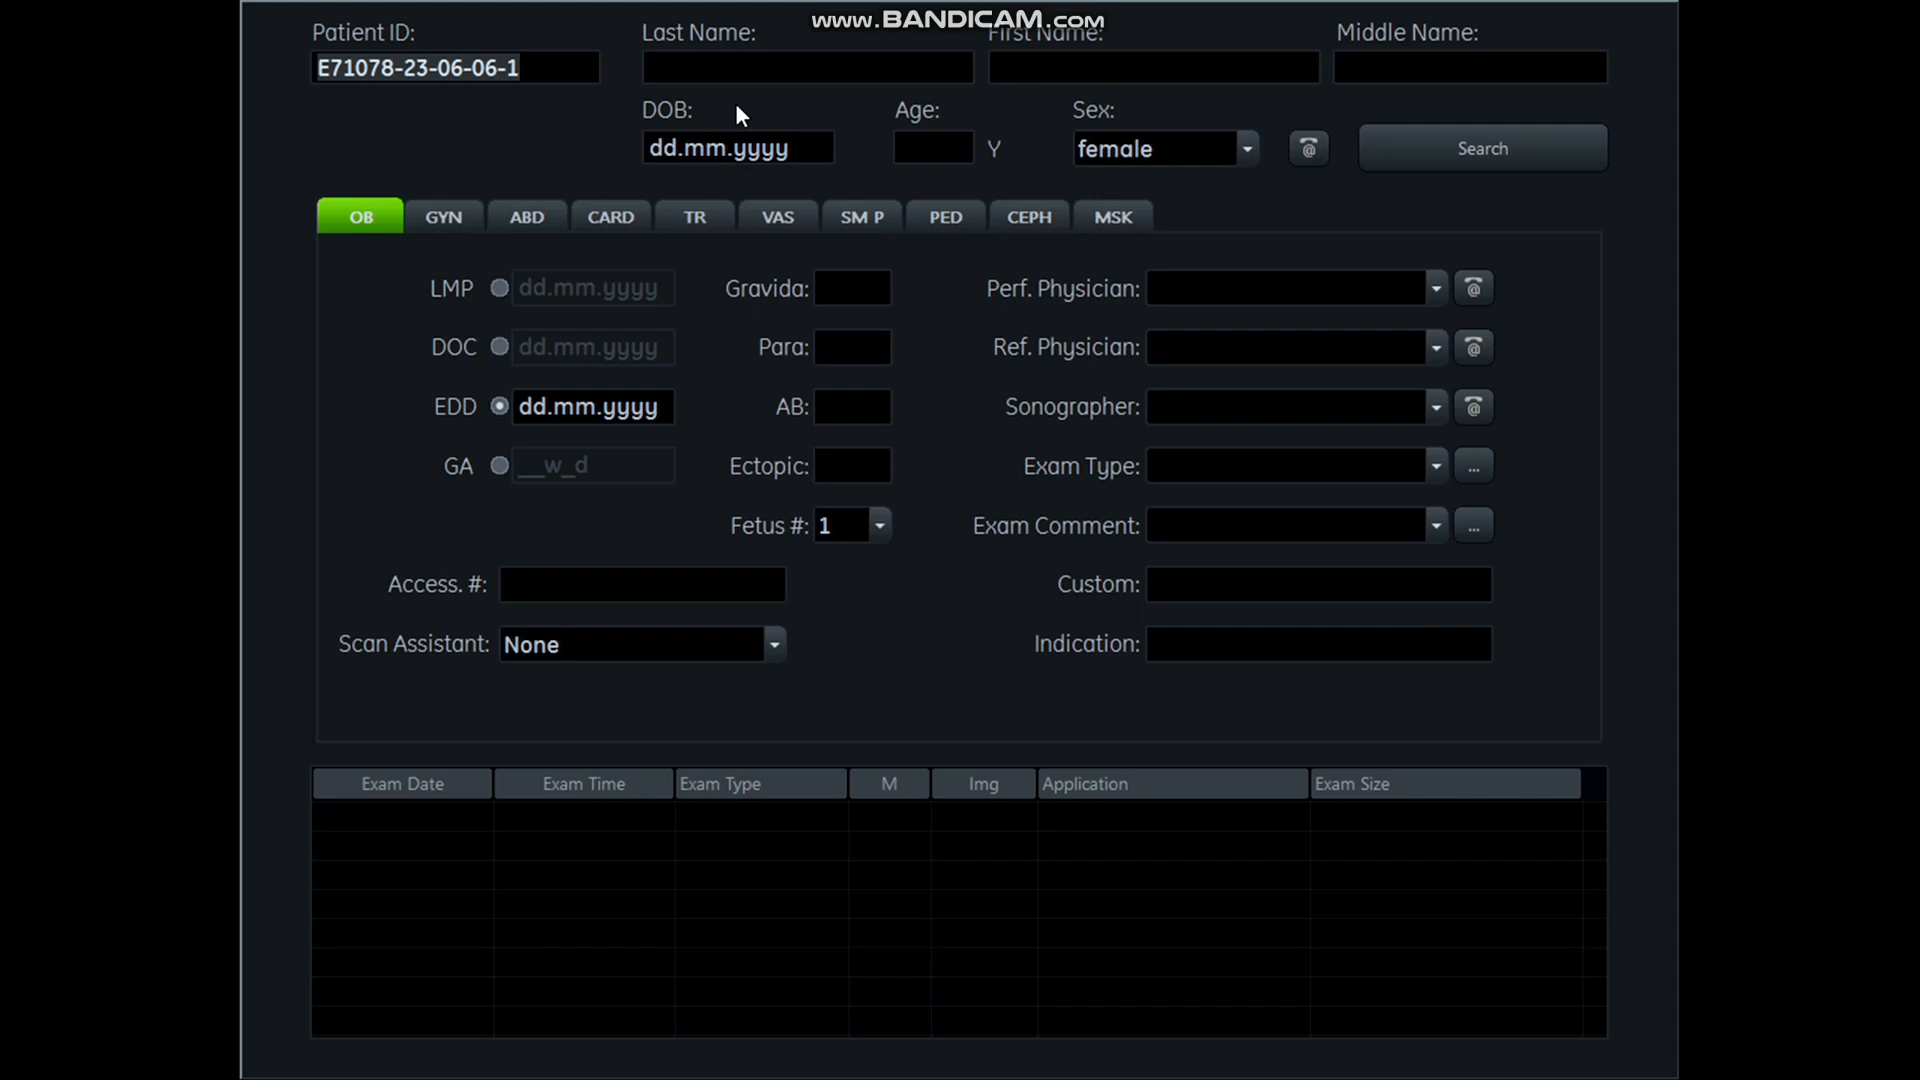 www.BANDICAM.com
Patient ID: Last Name: First Name: Middle Name:
E71078-23-06-06-1
DOB: Age: Sex:
dd.mm.yyyy Y female @ Search
OB GYN ABD CARD TR VAS SM P PED CEPH MSK
LMP dd.mm.yyyy Gravida: Perf. Physician: @
DOC dd.mm.yyyy Para: Ref. Physician: @
EDD dd.mm.yyyy AB: Sonographer: @
GA __w_d Ectopic: Exam Type: ...
Fetus #: 1 Exam Comment: ...
Access. #: Custom:
Scan Assistant: None Indication:
Exam Date Exam Time Exam Type M Img Application Exam Size